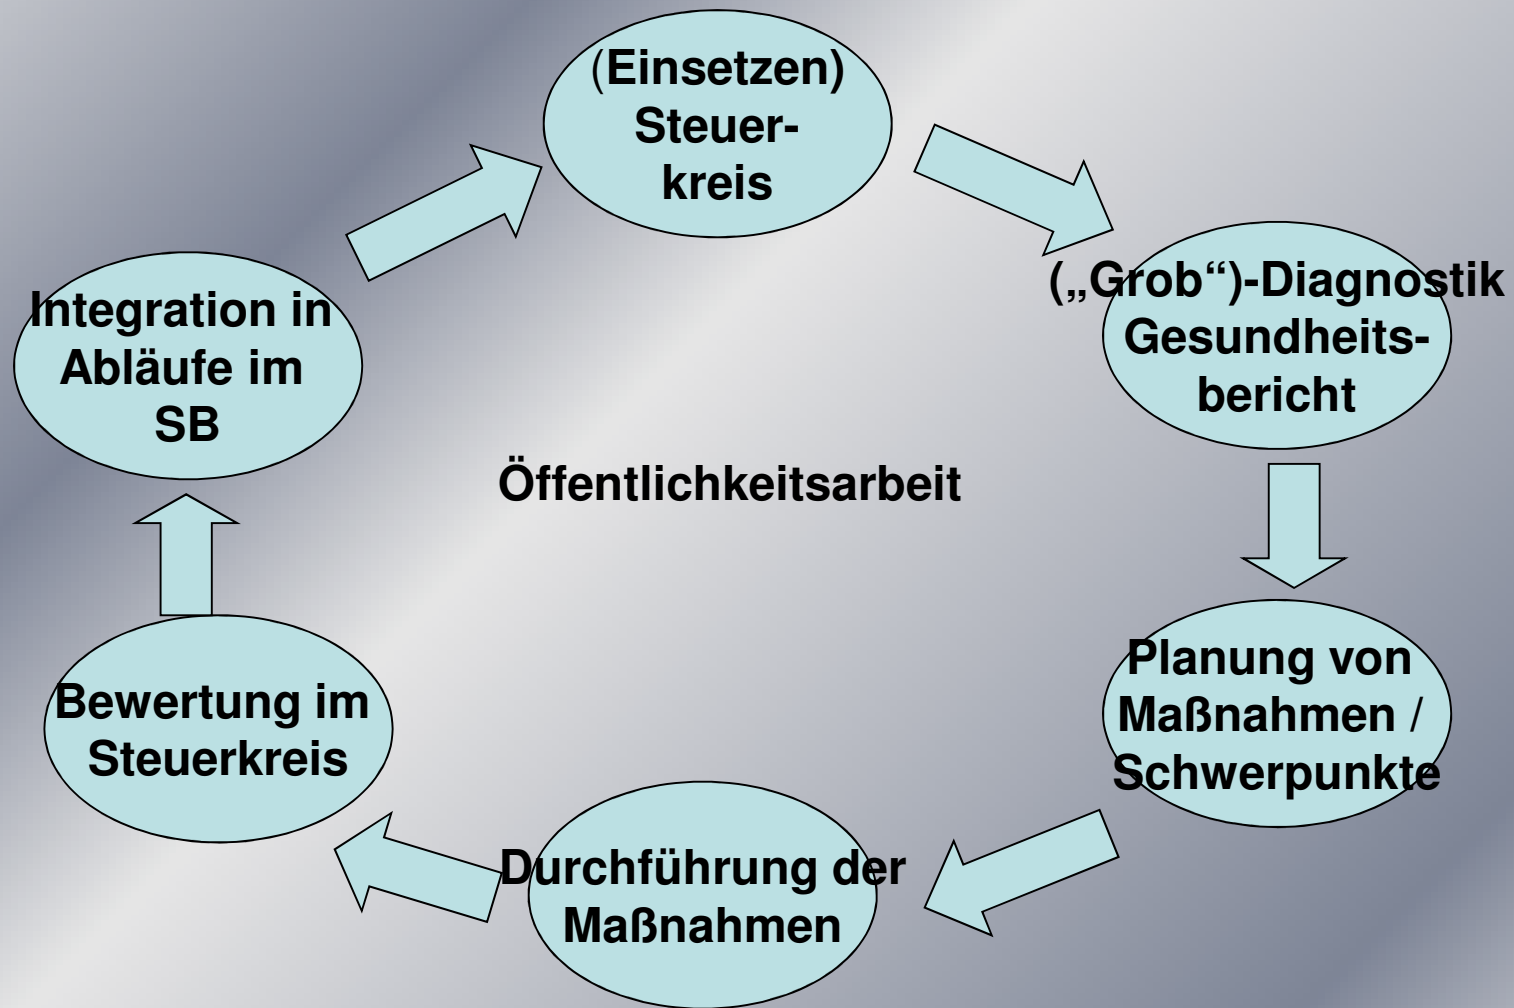 (Einsetzen)
Steuer-
kreis
(„Grob“)-Diagnostik
Gesundheits-
bericht
Planung von
Maßnahmen /
Schwerpunkte
Durchführung der
Maßnahmen
Bewertung im
Steuerkreis
Integration in
Abläufe im
SB
Öffentlichkeitsarbeit